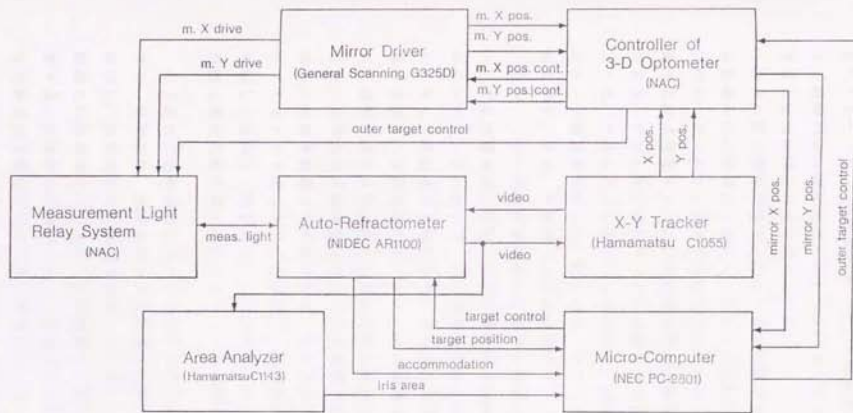 m. X drive
m. Y drive
Mirror Driver
(General Scanning G325D)
m. X pos.
m. Y pos.
m. X pos. cont.
m. Y pos. cont.
Controller of
3-D Optometer
(NAC)
outer target control
X pos.
Y pos.
mirror X pos.
mirror Y pos.
outer target control
Measurement Light
Relay System
(NAC)
meas. light
Auto-Refractometer
(NIDEC AR1100)
video
video
X-Y Tracker
(Hamamatsu C1055)
target control
target position
accommodation
iris area
Area Analyzer
(Hamamatsu C1143)
Micro-Computer
(NEC PC-9801)